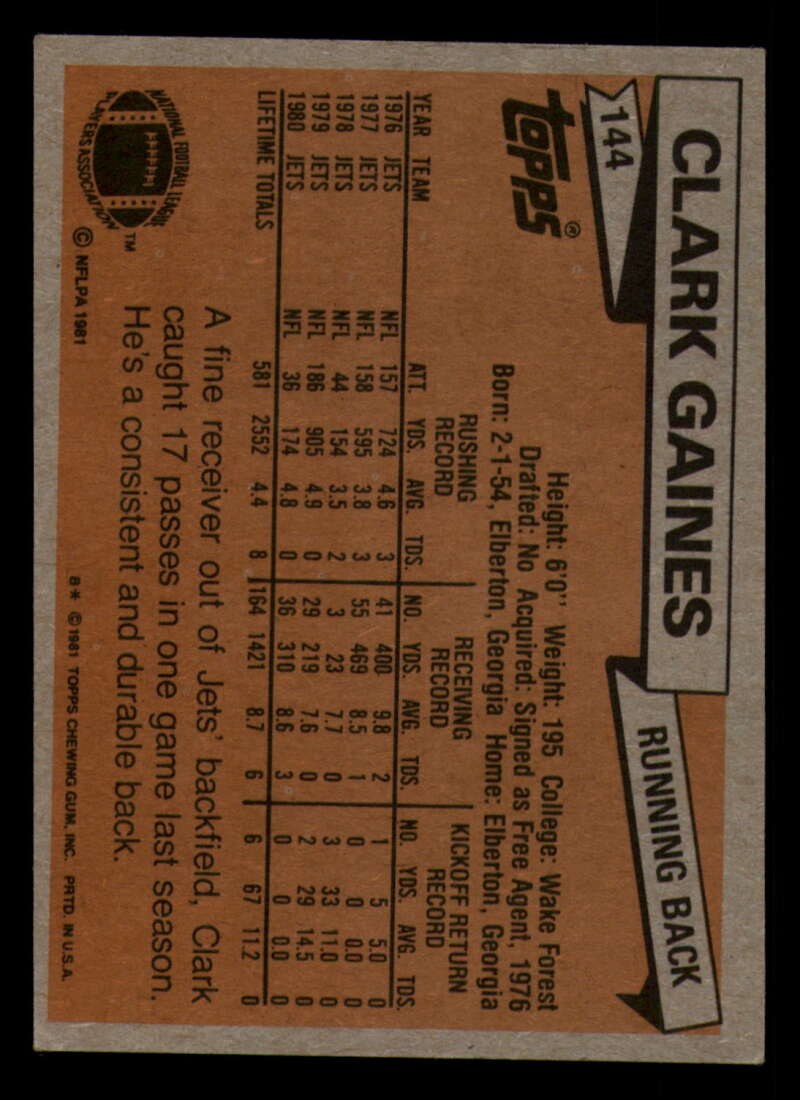 CLARK GAINES
RUNNING BACK
144
topps®
Height: 6'0" Weight: 195 College: Wake Forest
Drafted: No Acquired: Signed as Free Agent, 1976
Born: 2-1-54, Elberton, Georgia Home: Elberton, Georgia
RUSHING RECORD RECEIVING RECORD KICKOFF RETURN RECORD
YEAR TEAM ATT. YDS. AVG. TDS. NO. YDS. AVG. TDS. NO. YDS. AVG. TDS.
1976 JETS NFL 157 724 4.6 3 41 400 9.8 2 1 5 5.0 0
1977 JETS NFL 158 595 3.8 3 55 469 8.5 1 0 0 0.0 0
1978 JETS NFL 44 154 3.5 2 3 23 7.7 0 3 33 11.0 0
1979 JETS NFL 186 905 4.9 0 29 219 7.6 0 2 29 14.5 0
1980 JETS NFL 36 174 4.8 0 36 310 8.6 3 0 0 0.0 0
LIFETIME TOTALS 581 2552 4.4 8 164 1421 8.7 6 6 67 11.2 0
A fine receiver out of Jets' backfield, Clark
caught 17 passes in one game last season.
He's a consistent and durable back.
NATIONAL FOOTBALL LEAGUE
PLAYERS ASSOCIATION
™
© NFLPA 1981
8* © 1981 TOPPS CHEWING GUM, INC. PRTD. IN U.S.A.